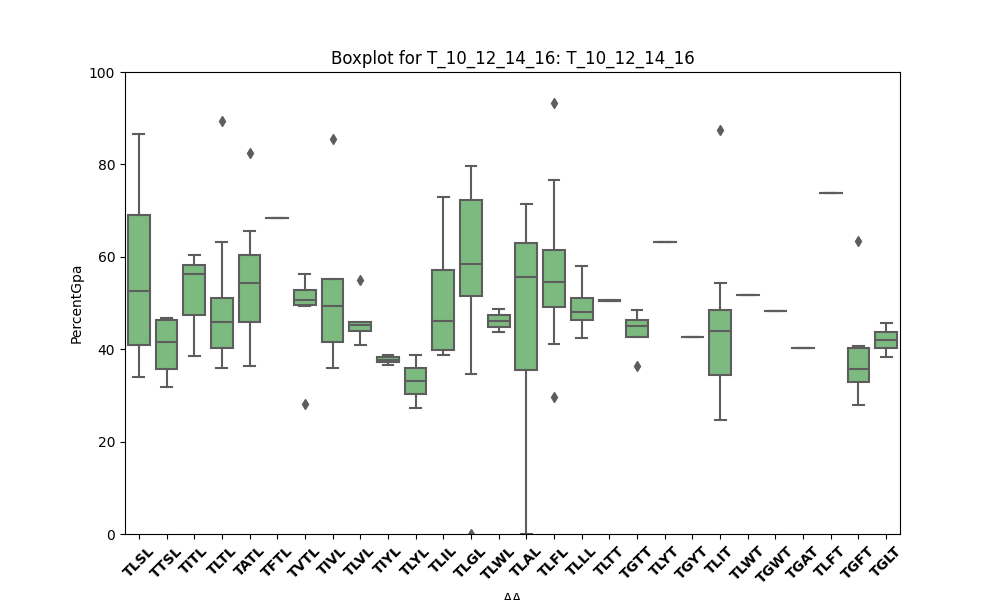 Boxplot for T_10_12_14_16: T_10_12_14_16
100
80
60
40
20
0
PercentGpa
TLSL TTSL TITL TLTL TATL TFTL TVTL TIVL TLVL TIYL TLYL TLIL TLGL TLWL TLAL TLFL TLLL TLTT TGTT TLYT TGYT TLIT TLWT TGWT TGAT TLFT TGFT TGLT
AA